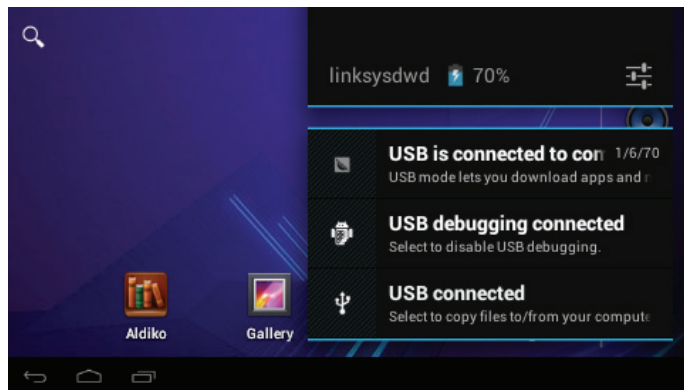 linksysdwd 70%
USB is connected to con 1/6/70
USB mode lets you download apps and
USB debugging connected
Select to disable USB debugging.
USB connected
Select to copy files to/from your compute
Aldiko Gallery